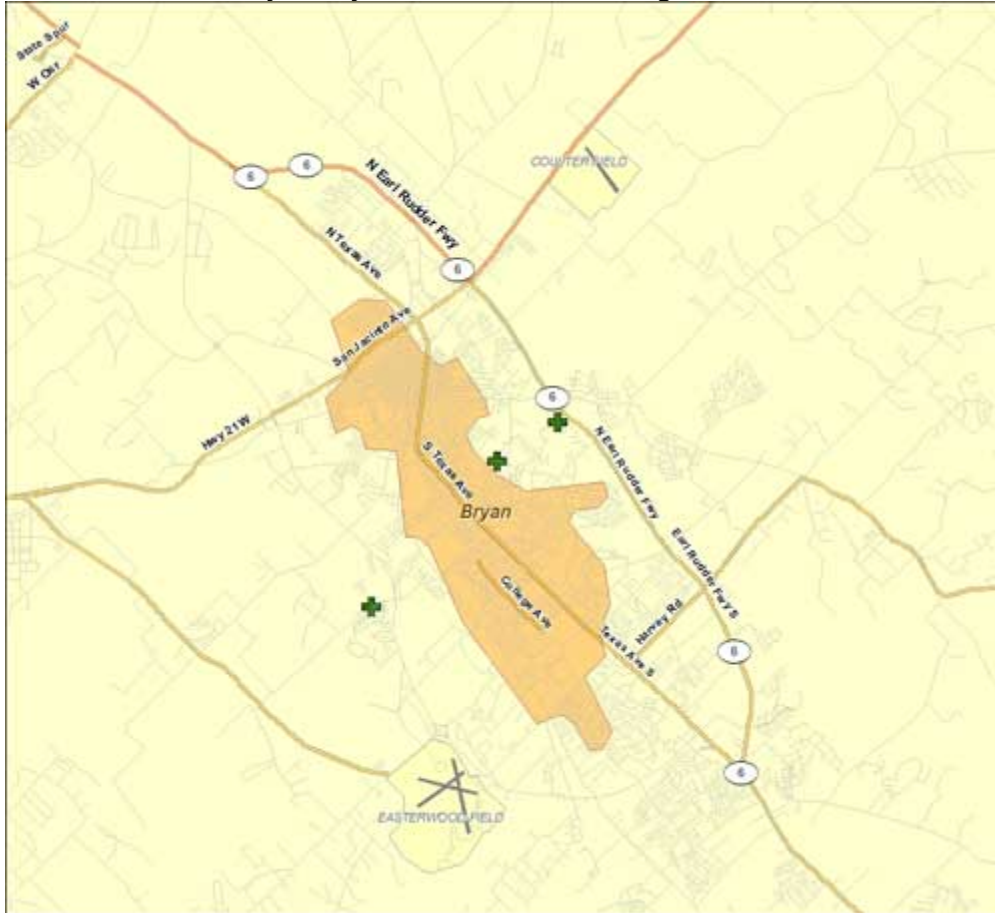 State Spur
W Osr
6
6
N Earl Rudder Fwy
COULTER FIELD
N Texas Ave
6
San Jacinto Ave
6
Hwy 21 W
S Texas Ave
N Earl Rudder Fwy
Bryan
Earl Rudder Fwy S
College Ave
Harvey Rd
Texas Ave S
6
6
EASTERWOOD FIELD